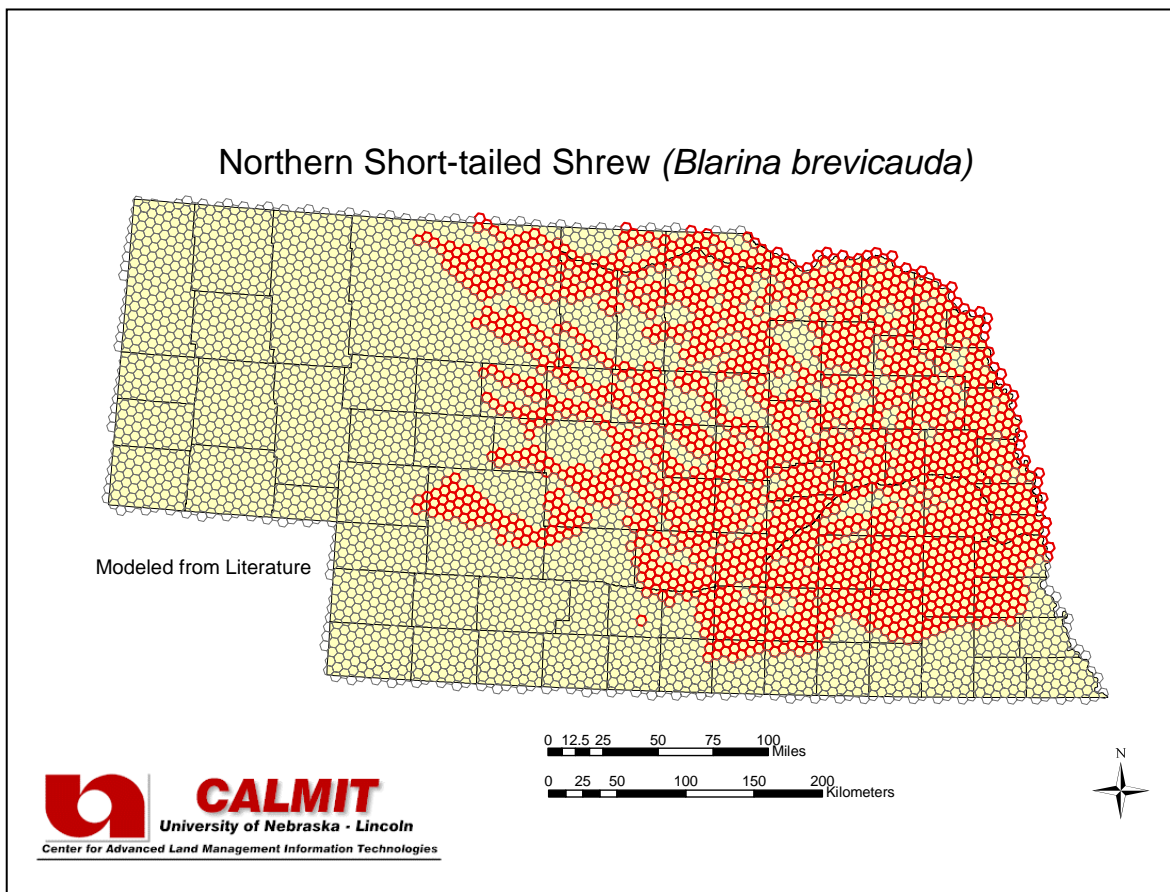 Northern Short-tailed Shrew (Blarina brevicauda)
Modeled from Literature
0 12.5 25 50 75 100
Miles
0 25 50 100 150 200
Kilometers
N
CALMIT
University of Nebraska - Lincoln
Center for Advanced Land Management Information Technologies